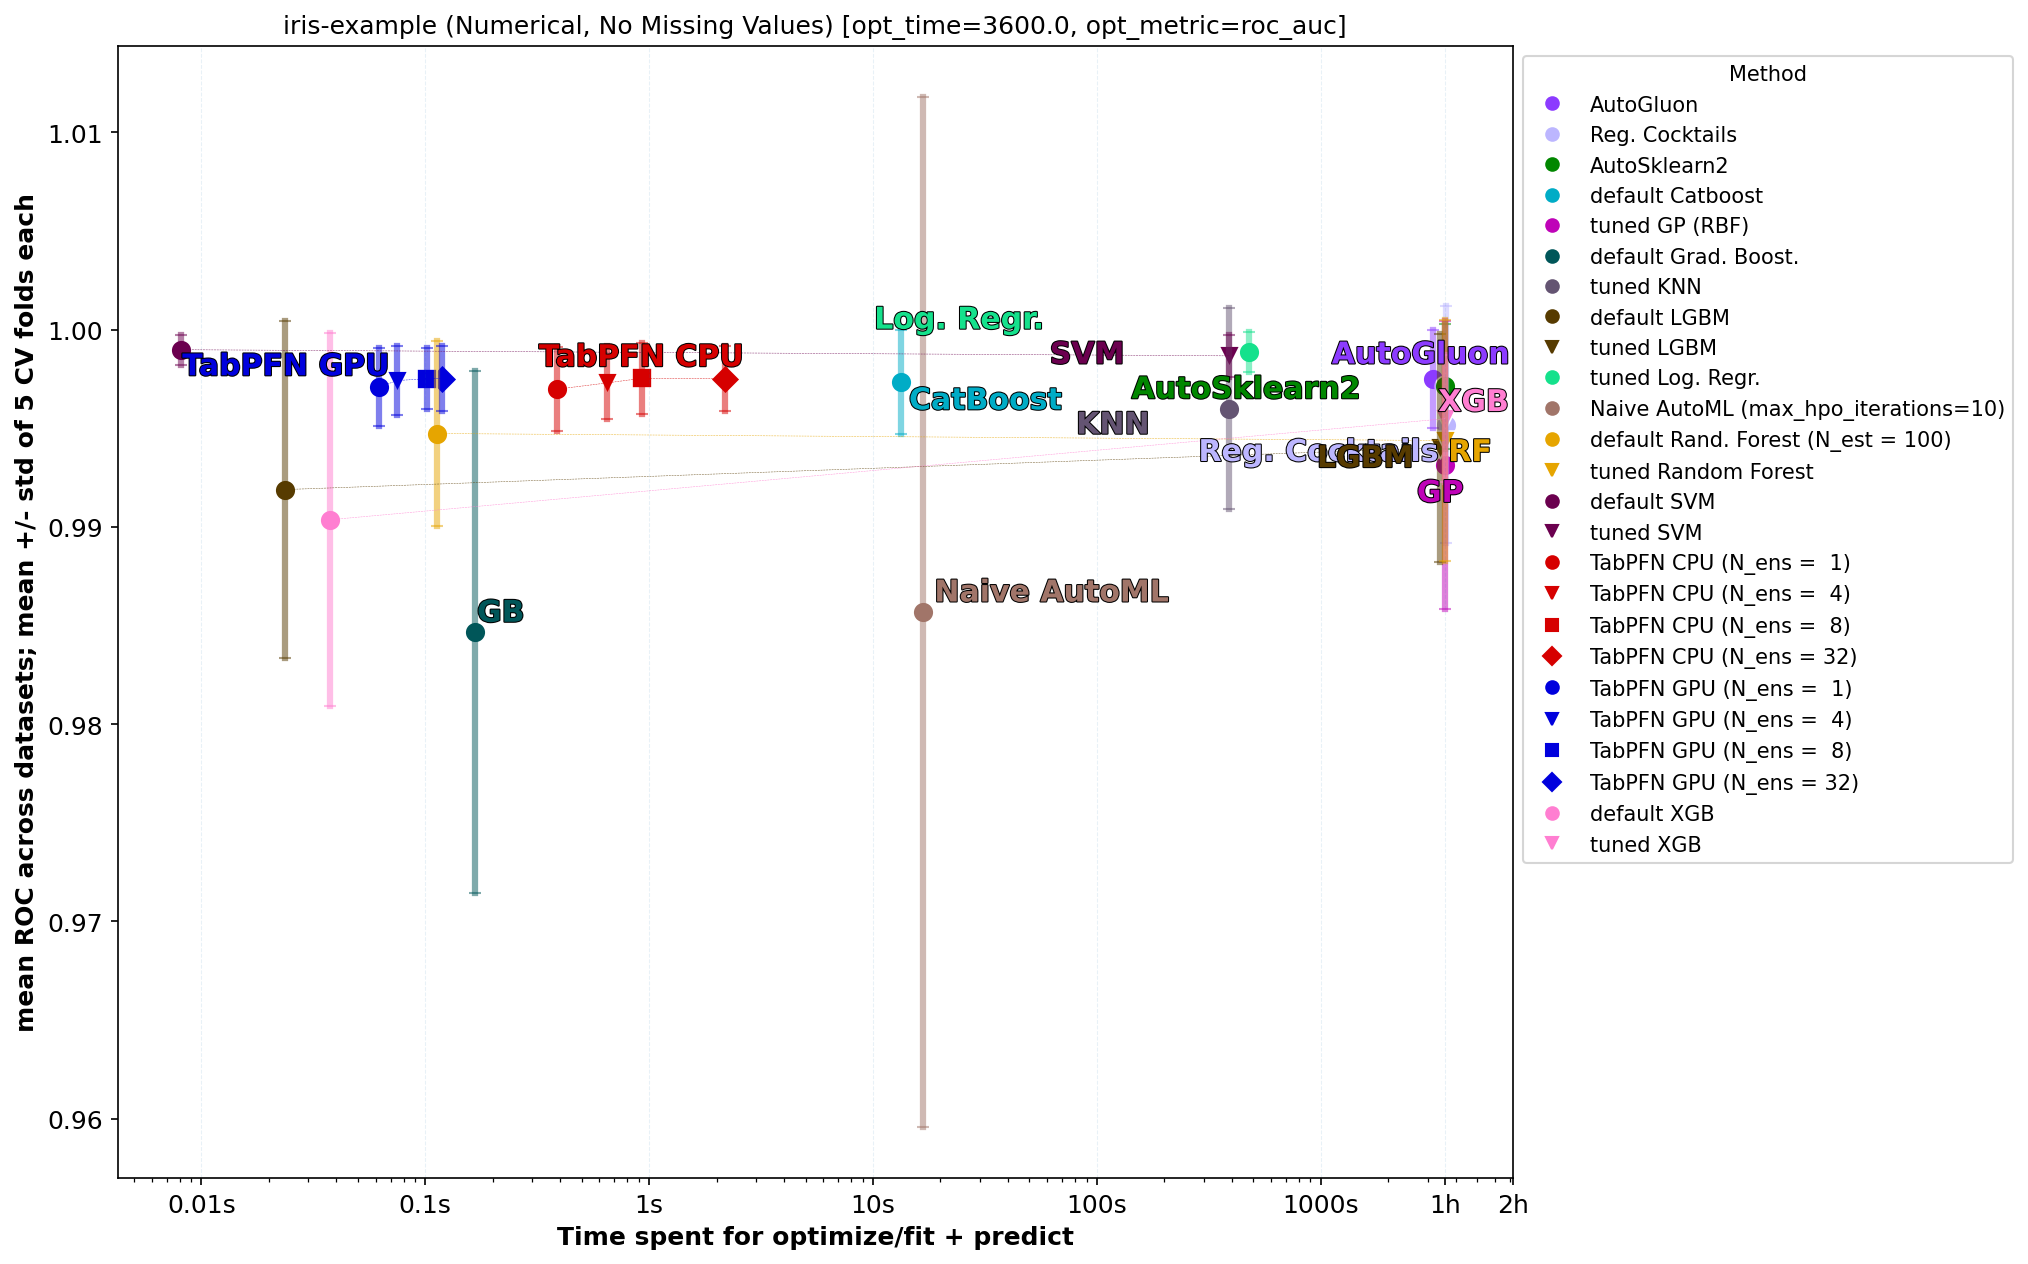 iris-example (Numerical, No Missing Values) [opt_time=3600.0, opt_metric=roc_auc]
mean ROC across datasets; mean +/- std of 5 CV folds each
1.01
1.00
0.99
0.98
0.97
0.96
Log. Regr.
TabPFN GPU
TabPFN CPU
SVM
AutoGluon
AutoSklearn2
CatBoost
XGB
KNN
Reg. Cocktails
LGBM
RF
GP
Naive AutoML
GB
0.01s 0.1s 1s 10s 100s 1000s 1h 2h
Time spent for optimize/fit + predict
Method
AutoGluon
Reg. Cocktails
AutoSklearn2
default Catboost
tuned GP (RBF)
default Grad. Boost.
tuned KNN
default LGBM
tuned LGBM
tuned Log. Regr.
Naive AutoML (max_hpo_iterations=10)
default Rand. Forest (N_est = 100)
tuned Random Forest
default SVM
tuned SVM
TabPFN CPU (N_ens =  1)
TabPFN CPU (N_ens =  4)
TabPFN CPU (N_ens =  8)
TabPFN CPU (N_ens = 32)
TabPFN GPU (N_ens =  1)
TabPFN GPU (N_ens =  4)
TabPFN GPU (N_ens =  8)
TabPFN GPU (N_ens = 32)
default XGB
tuned XGB